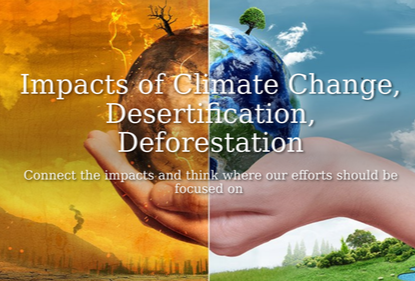 Impacts of Climate Change,
Desertification,
Deforestation
Connect the impacts and think where our efforts should be
focused on